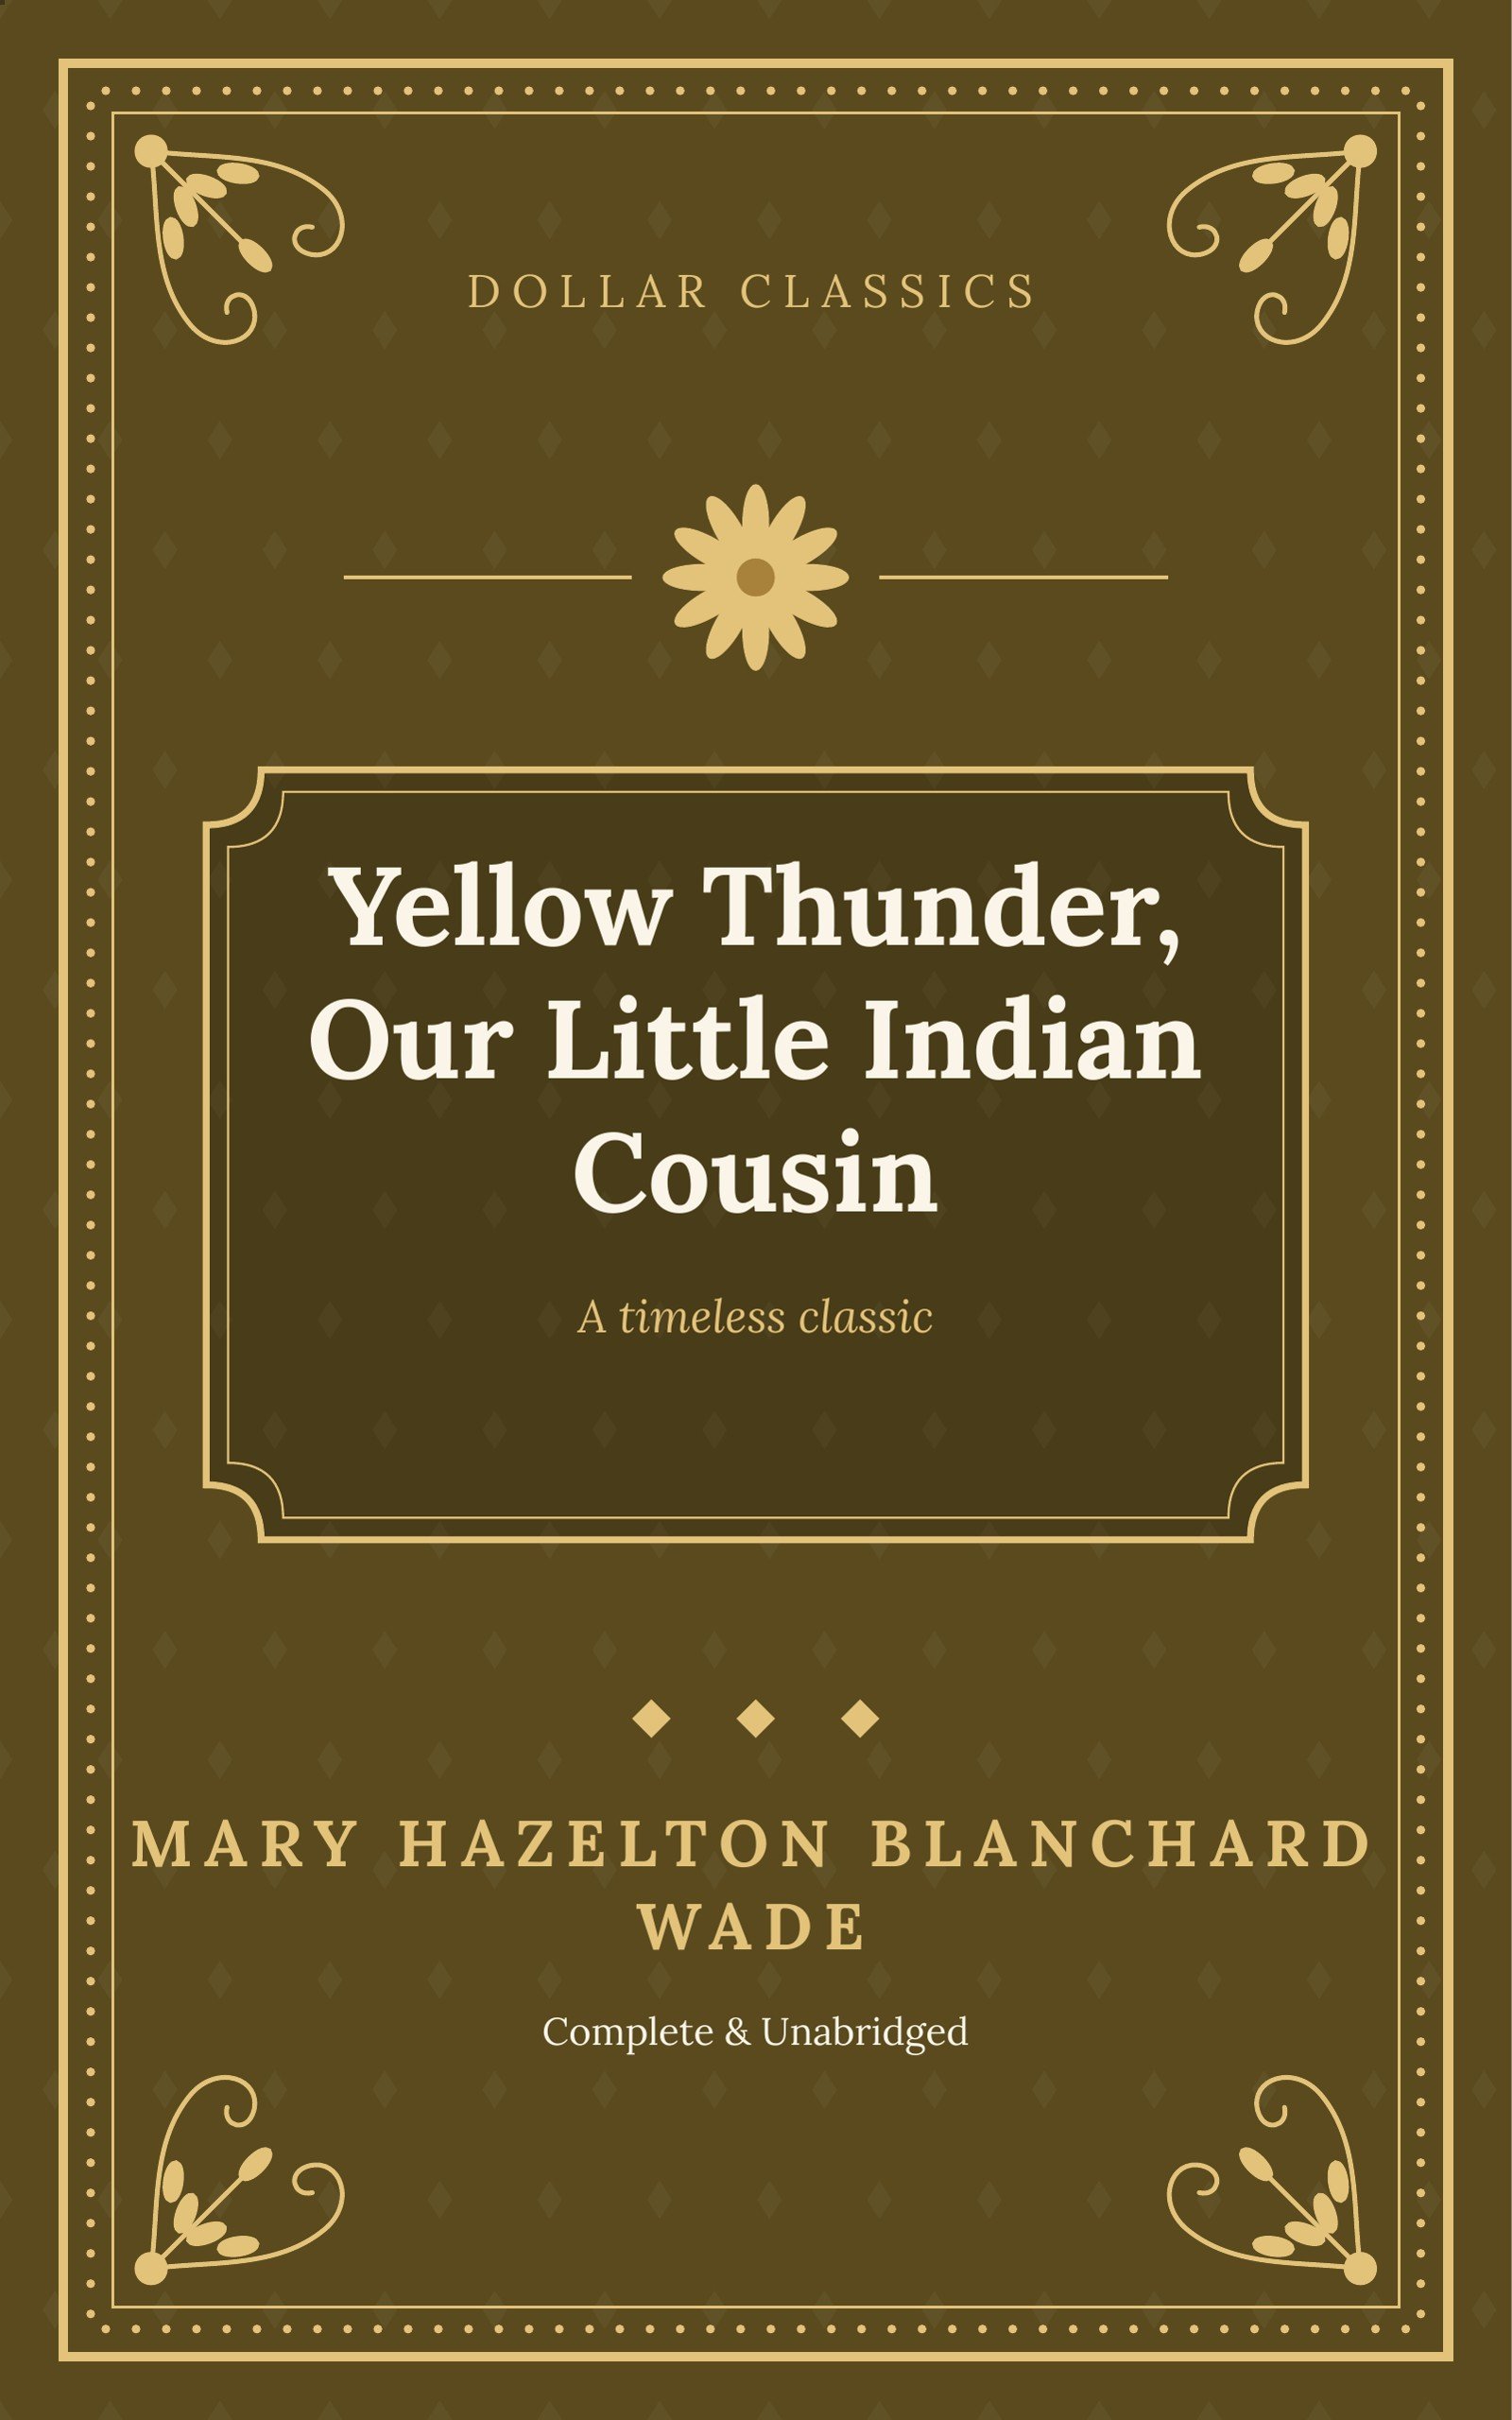 DOLLAR CLASSICS
Yellow Thunder,
Our Little Indian
Cousin
A timeless classic
MARY HAZELTON BLANCHARD
WADE
Complete & Unabridged